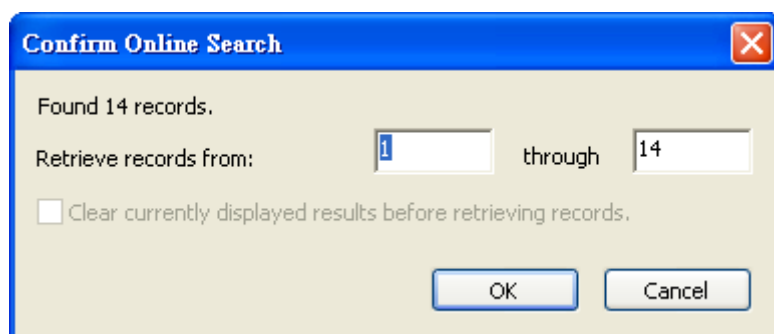 Confirm Online Search
Found 14 records.
Retrieve records from: 1 through 14
Clear currently displayed results before retrieving records.
OK Cancel